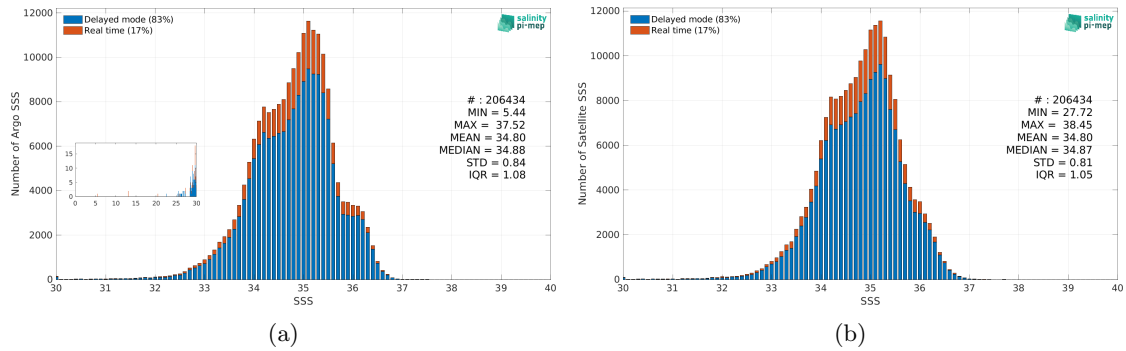 Delayed mode (83%)
Real time (17%)
salinity
pi-mep
Number of Argo SSS
12000
10000
8000
6000
4000
2000
0
# : 206434
MIN = 5.44
MAX = 37.52
MEAN = 34.80
MEDIAN = 34.88
STD = 0.84
IQR = 1.08
15
10
5
0
0 5 10 15 20 25 30
30 31 32 33 34 35 36 37 38 39 40
SSS
(a)
Delayed mode (83%)
Real time (17%)
salinity
pi-mep
Number of Satellite SSS
12000
10000
8000
6000
4000
2000
0
# : 206434
MIN = 27.72
MAX = 38.45
MEAN = 34.80
MEDIAN = 34.87
STD = 0.81
IQR = 1.05
30 31 32 33 34 35 36 37 38 39 40
SSS
(b)